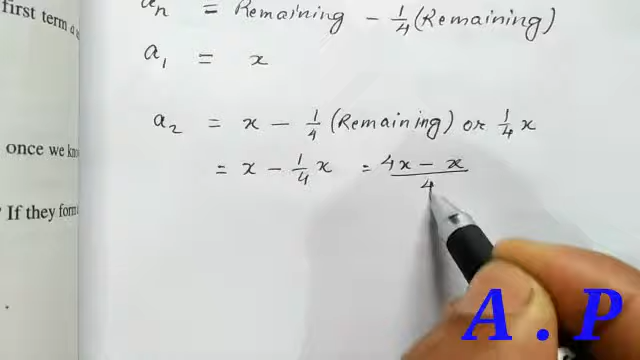 first term a
once we kn
If they form
an = Remaining - 1/4 (Remaining)
a1 = x
a2 = x - 1/4 (Remaining) or 1/4 x
= x - 1/4 x = 4x - x / 4
A . P